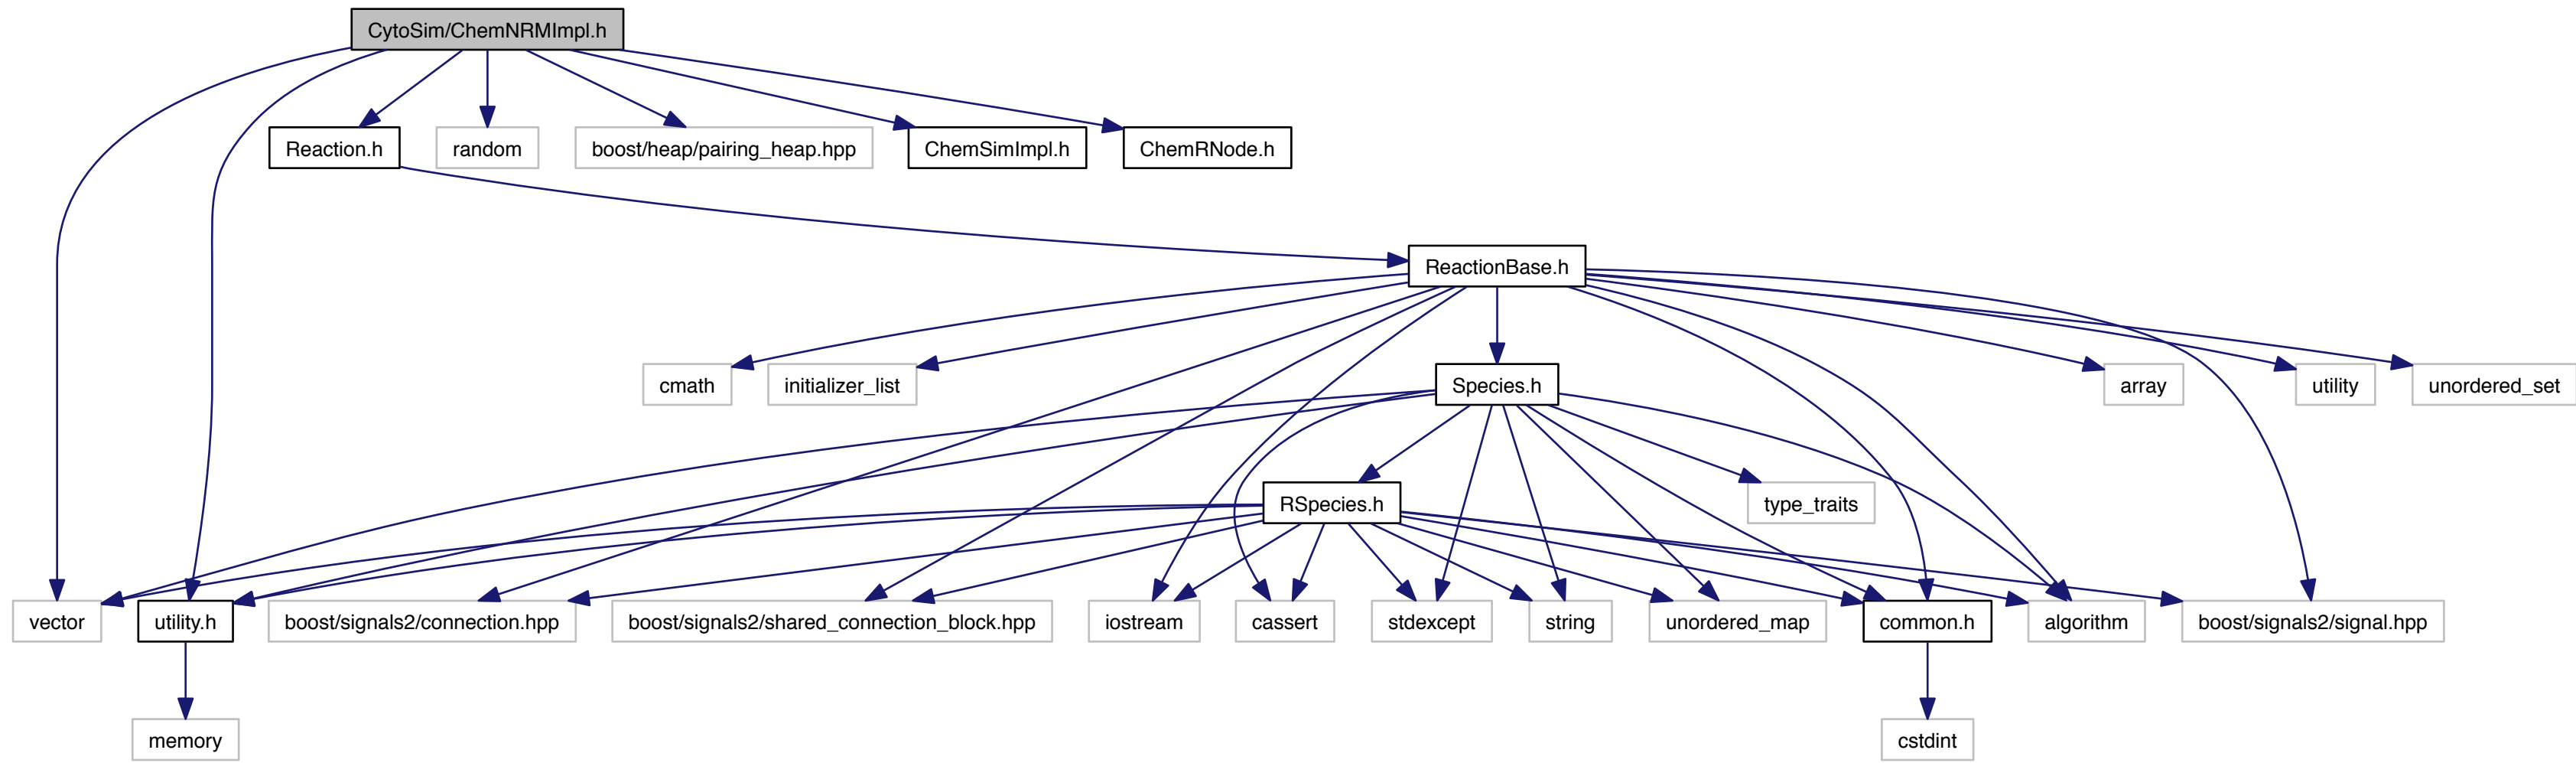 CytoSim/ChemNRMImpl.h
Reaction.h
random
boost/heap/pairing_heap.hpp
ChemSimImpl.h
ChemRNode.h
ReactionBase.h
cmath
initializer_list
Species.h
array
utility
unordered_set
RSpecies.h
type_traits
vector
utility.h
boost/signals2/connection.hpp
boost/signals2/shared_connection_block.hpp
iostream
cassert
stdexcept
string
unordered_map
common.h
algorithm
boost/signals2/signal.hpp
memory
cstdint